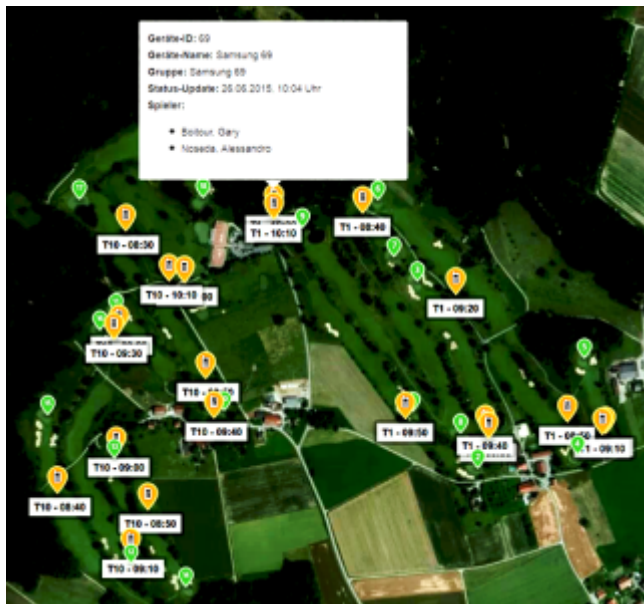 Geräte-ID: 69
Geräte-Name: Samsung 69
Gruppe: Samsung 69
Status-Update: 26.06.2015, 10:04 Uhr
Spieler:
Boitour, Gary
Noseda, Alessandro
T1 - 10:10
T1 - 08:40
T10 - 08:30
T10 - 10:10
T1 - 09:20
T10 - 09:30
T10 - 09:40
T1 - 09:50
T1 - 09:40
T1 -
1 - 09:10
T10 - 09:00
T10 - 08:40
T10 - 08:50
T10 - 09:10